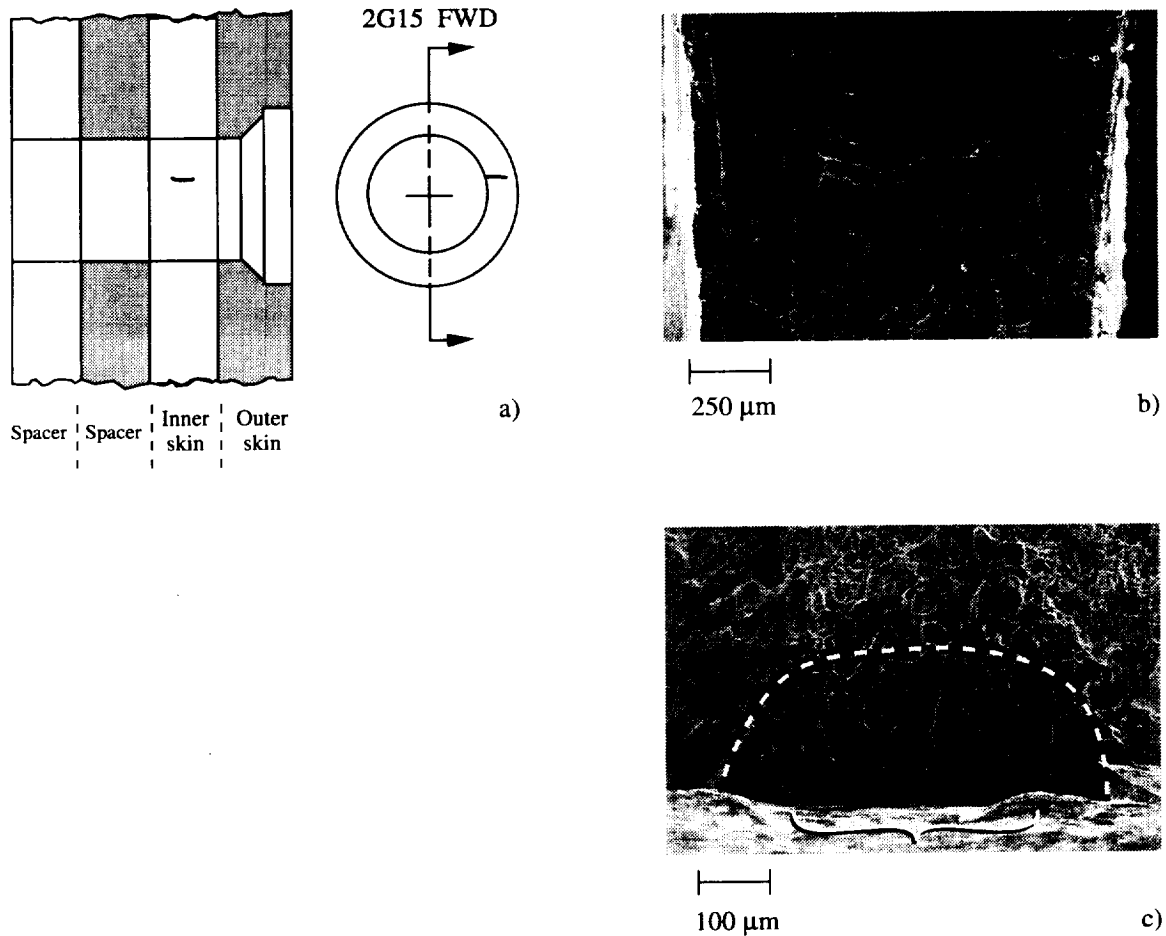 2G15 FWD
Spacer
Spacer
Inner
skin
Outer
skin
a)
250 μm
b)
100 μm
c)